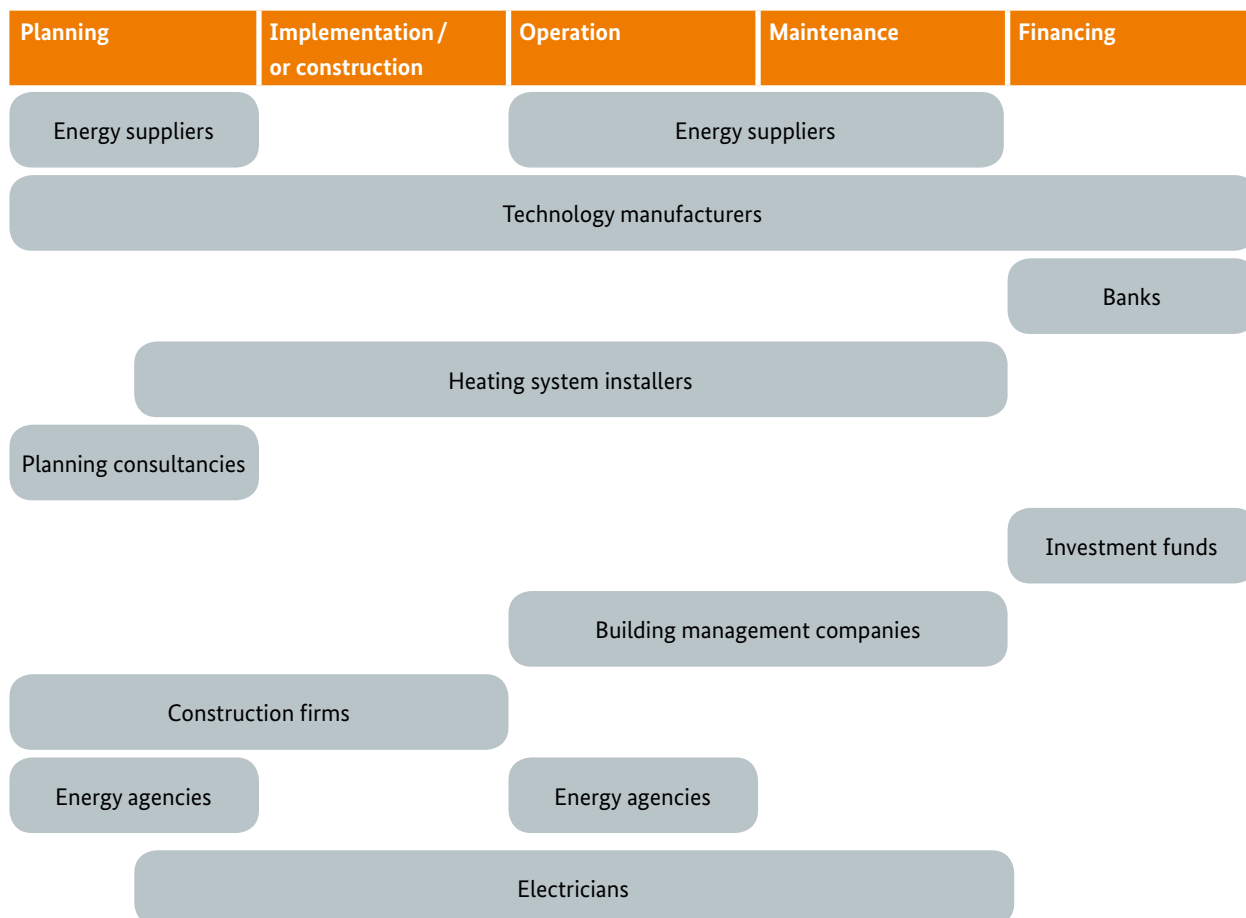 Planning
Implementation /
or construction
Operation
Maintenance
Financing
Energy suppliers
Energy suppliers
Technology manufacturers
Banks
Heating system installers
Planning consultancies
Investment funds
Building management companies
Construction firms
Energy agencies
Energy agencies
Electricians